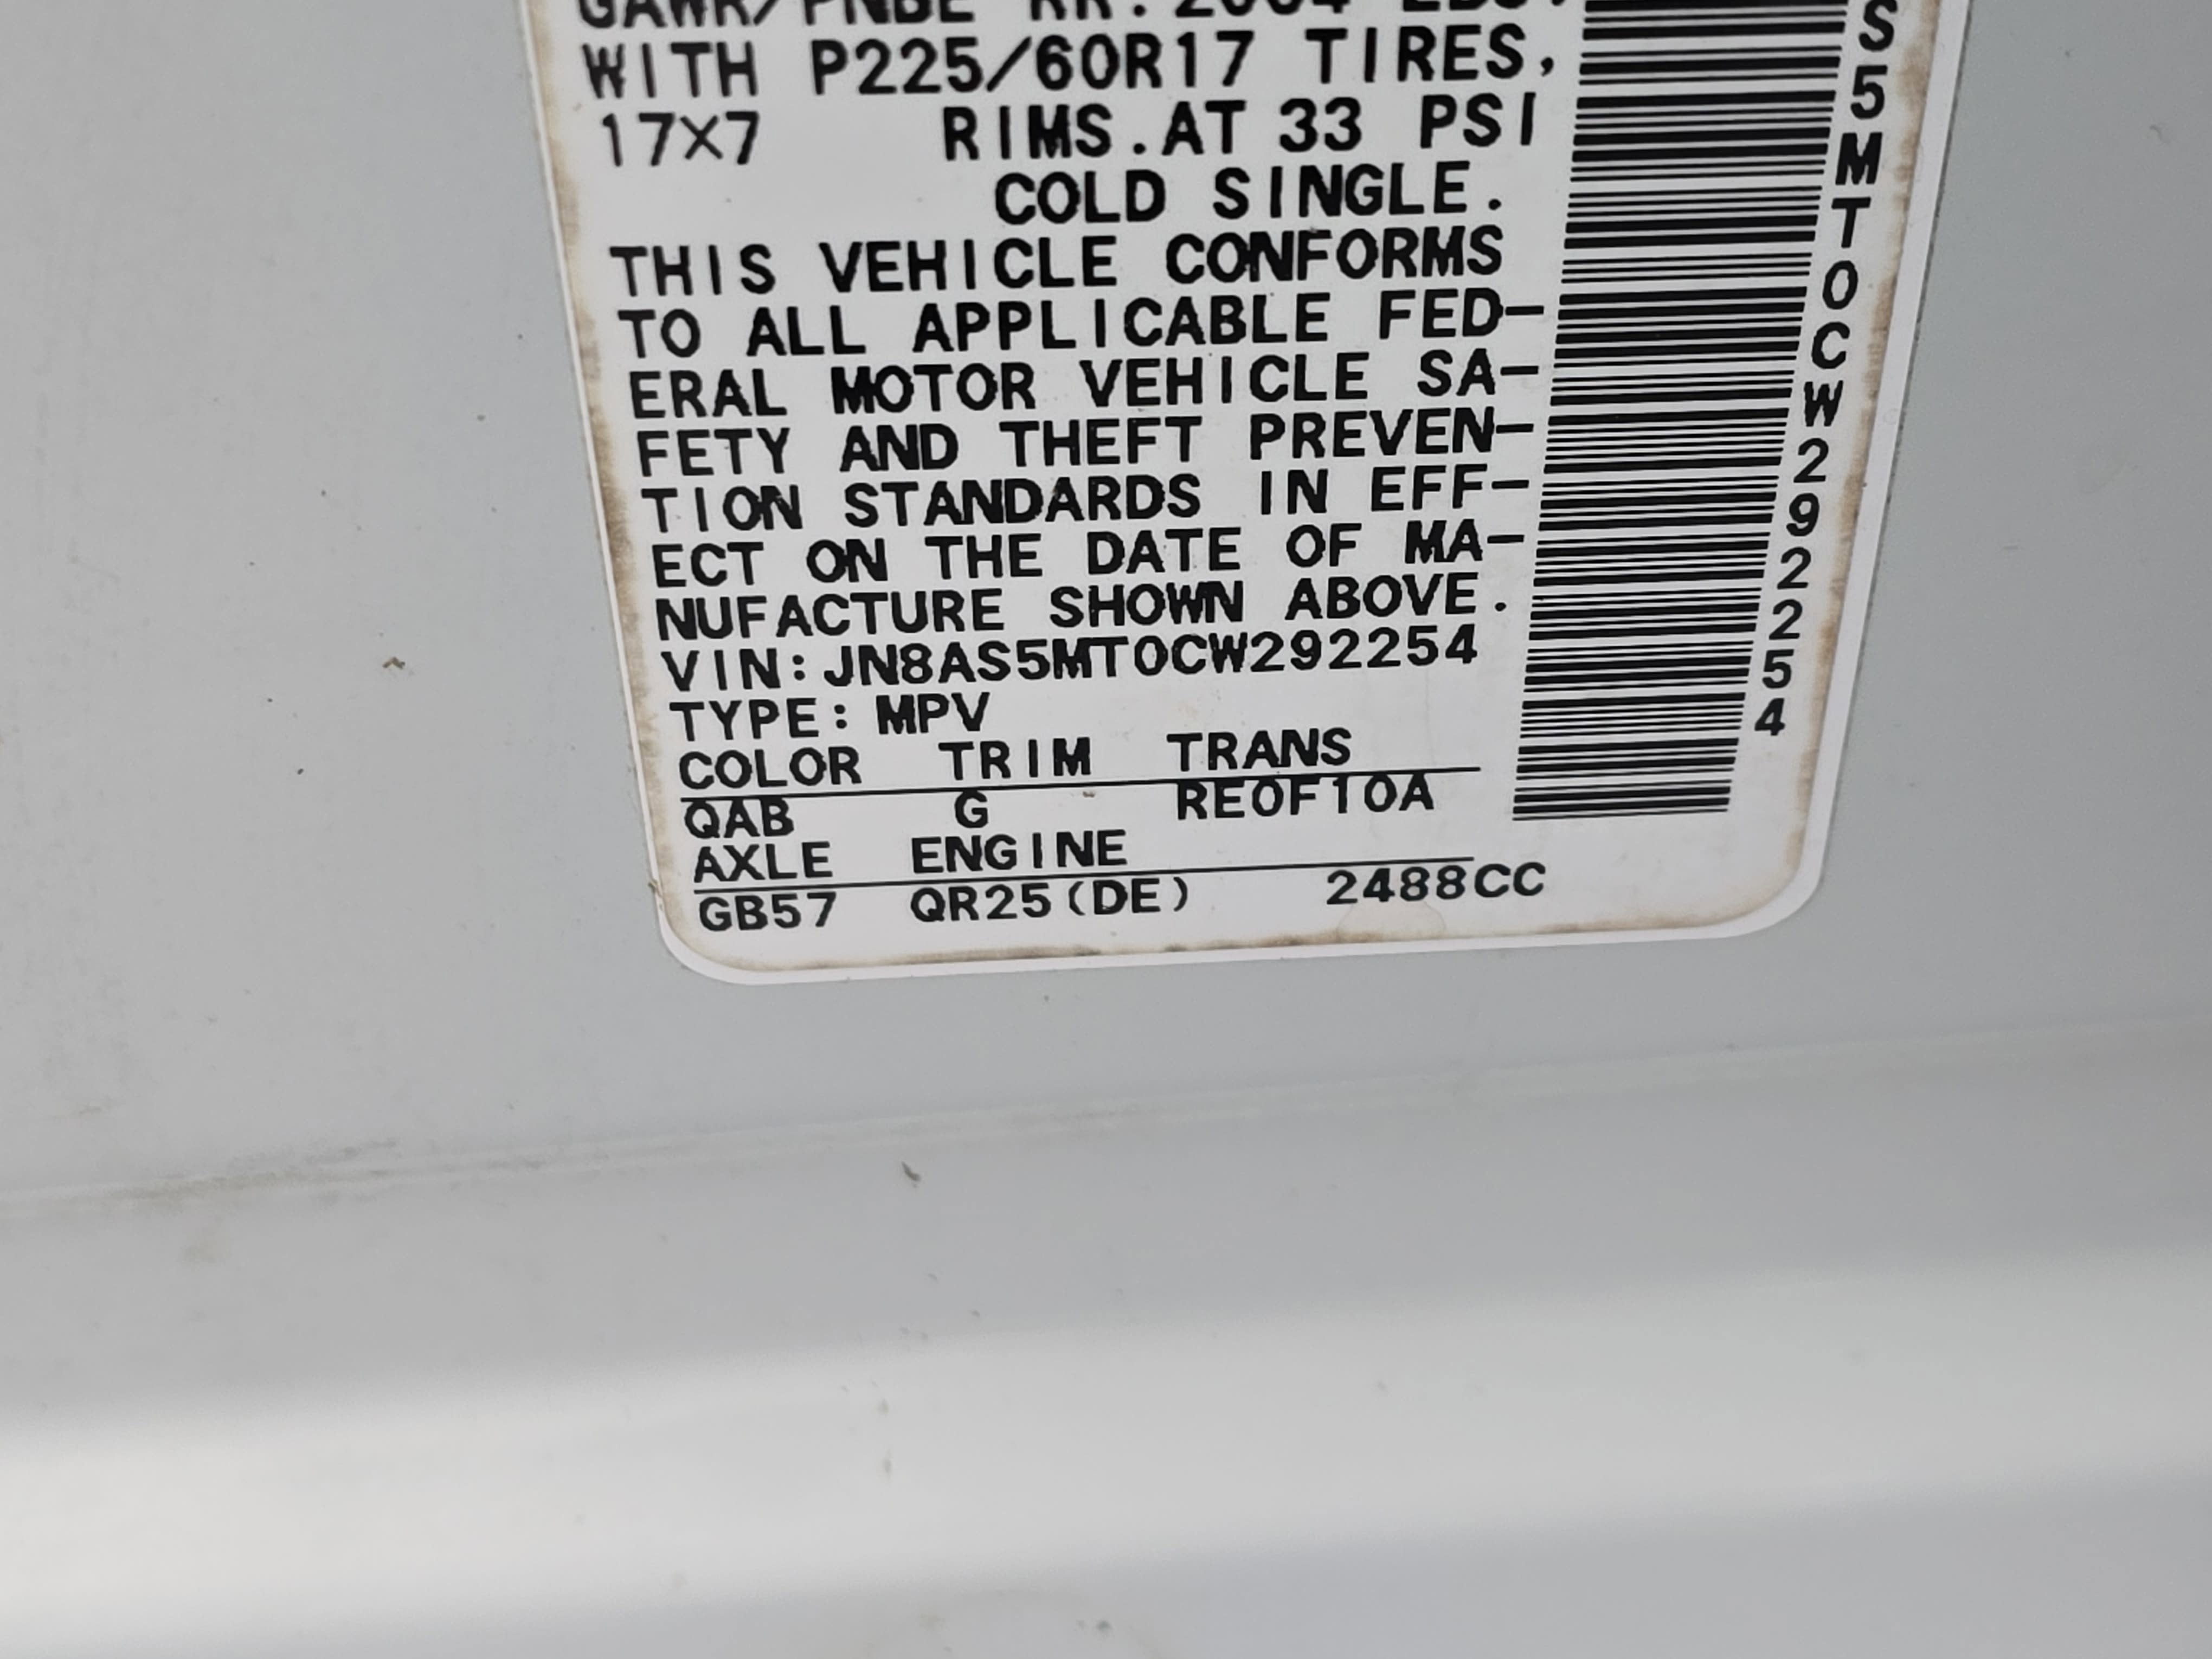 WITH P225/60R17 TIRES,
17X7 RIMS.AT 33 PSI
COLD SINGLE.
THIS VEHICLE CONFORMS
TO ALL APPLICABLE FED-
ERAL MOTOR VEHICLE SA-
FETY AND THEFT PREVEN-
TION STANDARDS IN EFF-
ECT ON THE DATE OF MA-
NUFACTURE SHOWN ABOVE.
VIN:JN8AS5MT0CW292254
TYPE: MPV
COLOR TRIM TRANS
QAB G RE0F10A
AXLE ENGINE
GB57 QR25(DE) 2488CC
S5MT0CW292254